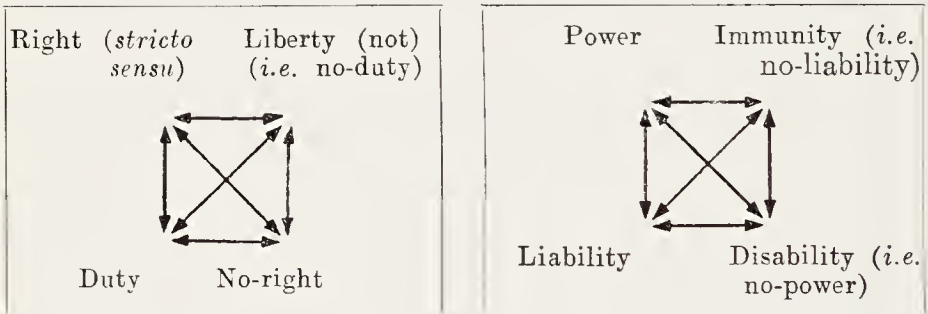 Right (stricto sensu)
Liberty (not)
(i.e. no-duty)
Duty
No-right
Power
Immunity (i.e.
no-liability)
Liability
Disability (i.e.
no-power)